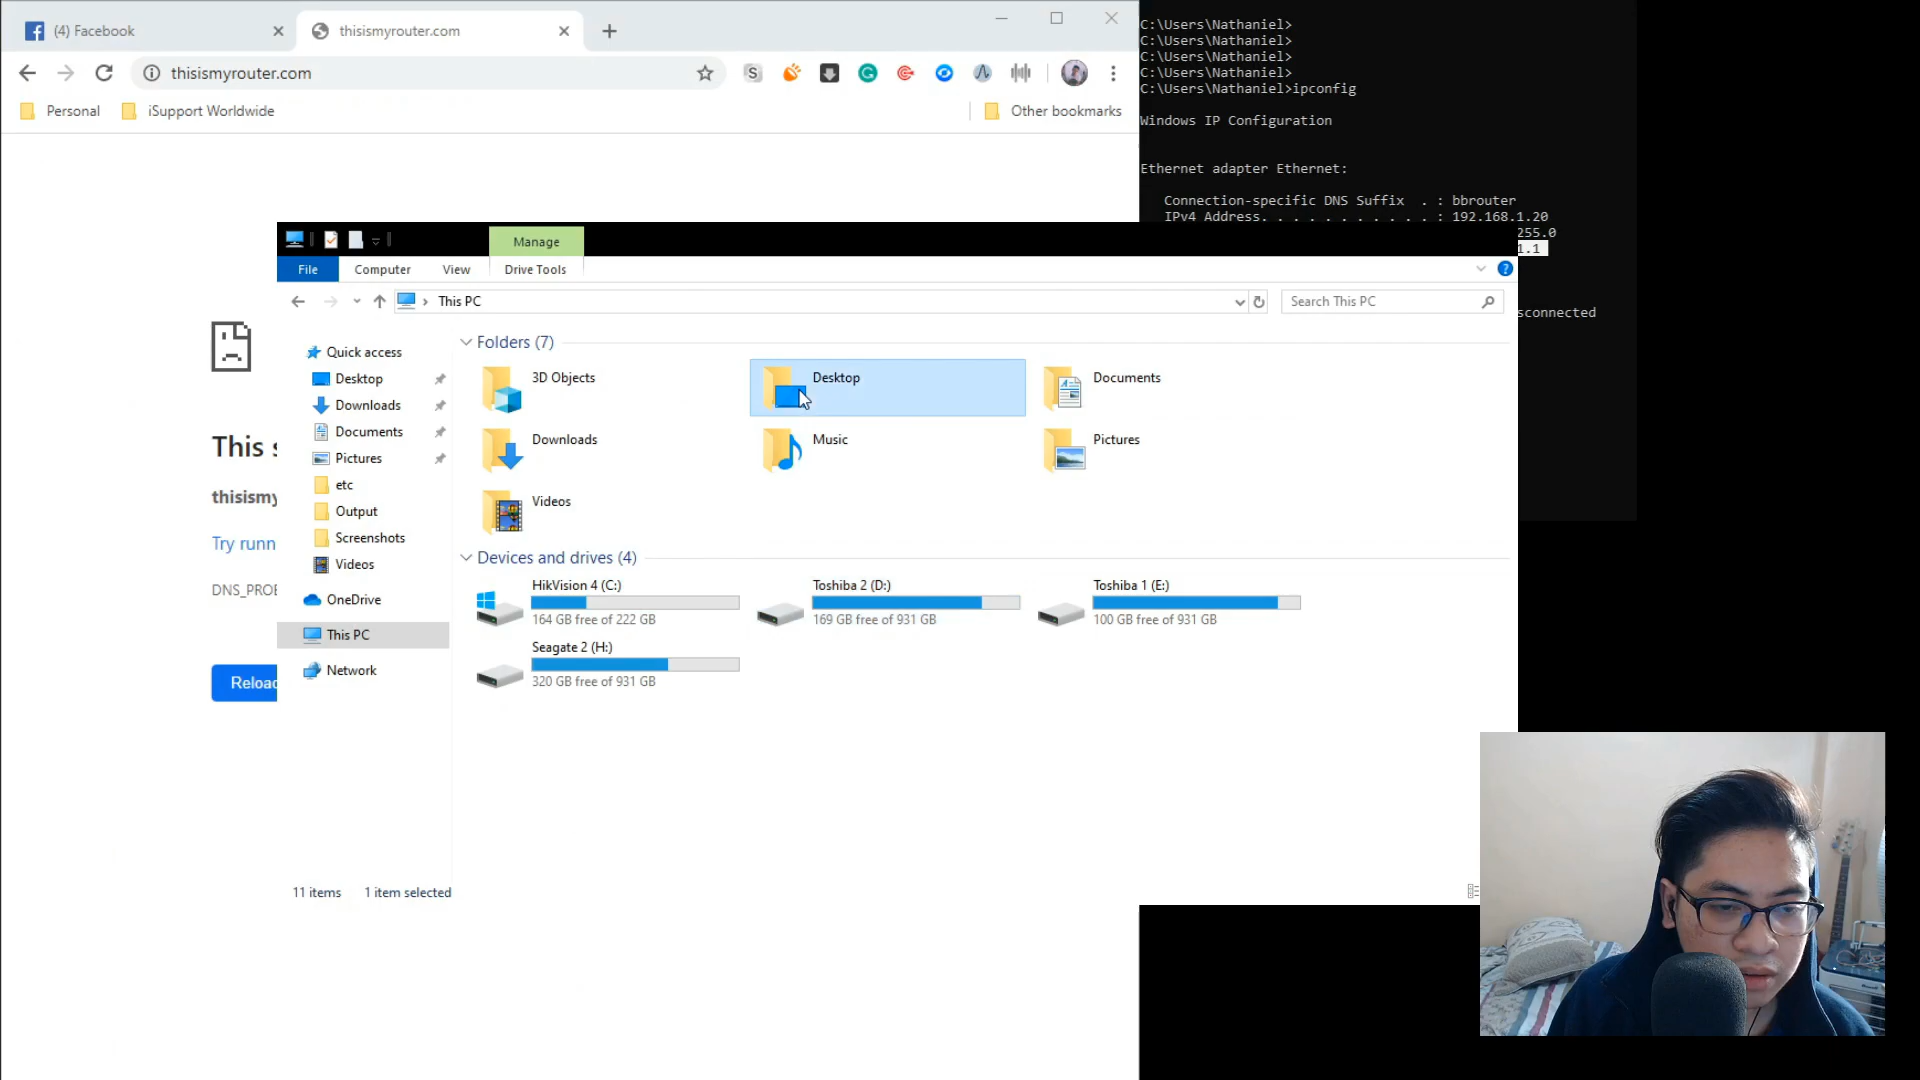 (4) Facebook
thisismyrouter.com
thisismyrouter.com
Personal
iSupport Worldwide
Other bookmarks
C:\Users\Nathaniel>
C:\Users\Nathaniel>
C:\Users\Nathaniel>
C:\Users\Nathaniel>
C:\Users\Nathaniel>ipconfig
Windows IP Configuration
Ethernet adapter Ethernet:
Connection-specific DNS Suffix . : bbrouter
IPv4 Address. . . . . . . . . . . : 192.168.1.20
255.0
1.1
sconnected
This s
thisismy
Try runn
DNS_PROB
Reload
Manage
File
Computer
View
Drive Tools
This PC
Search This PC
Quick access
Desktop
Downloads
Documents
Pictures
etc
Output
Screenshots
Videos
OneDrive
This PC
Network
Folders (7)
3D Objects
Desktop
Documents
Downloads
Music
Pictures
Videos
Devices and drives (4)
HikVision 4 (C:)
164 GB free of 222 GB
Toshiba 2 (D:)
169 GB free of 931 GB
Toshiba 1 (E:)
100 GB free of 931 GB
Seagate 2 (H:)
320 GB free of 931 GB
11 items
1 item selected